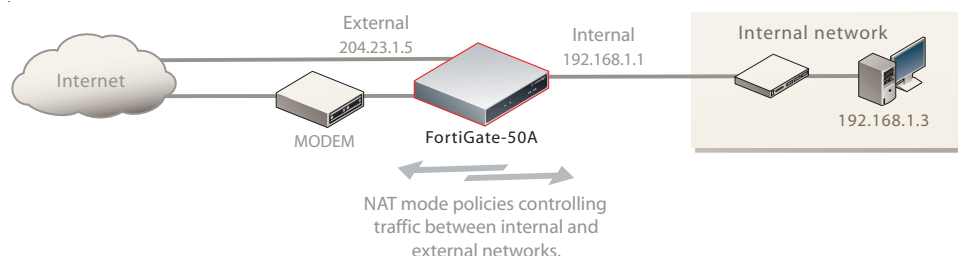 External
204.23.1.5
Internal
192.168.1.1
Internal network
Internet
MODEM
FortiGate-50A
192.168.1.3
NAT mode policies controlling
traffic between internal and
external networks.